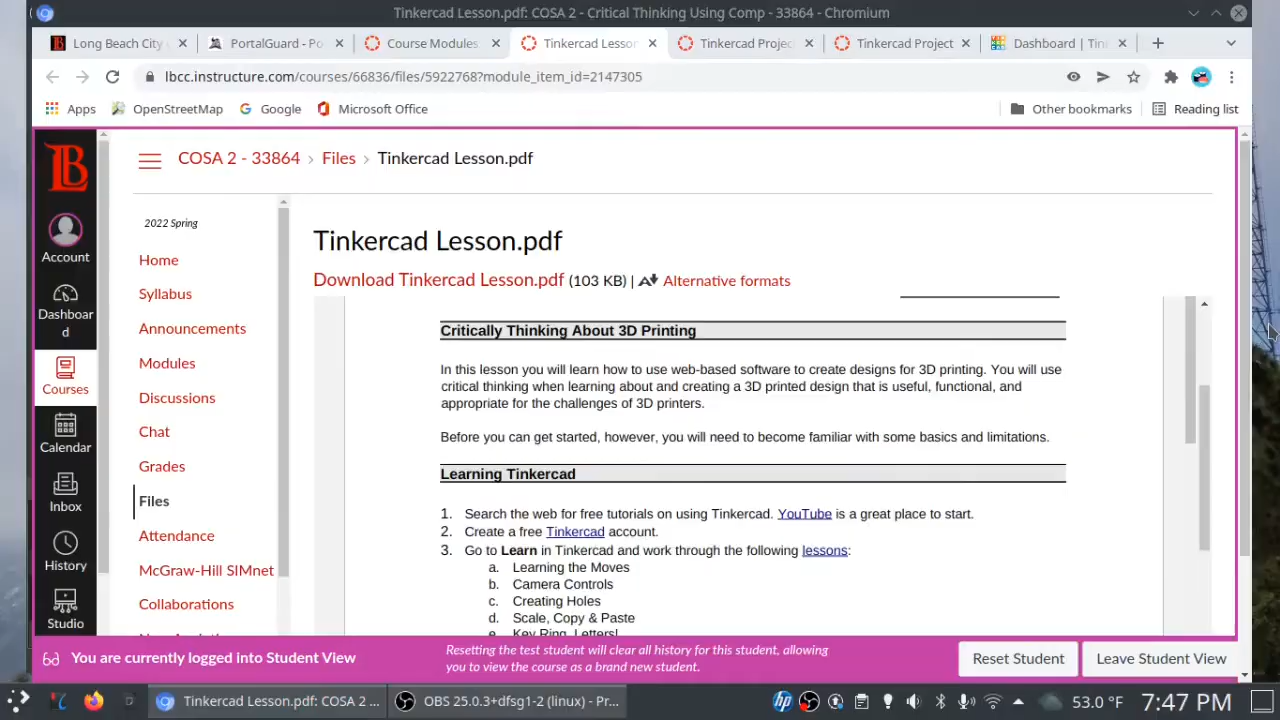 Tinkercad Lesson.pdf: COSA 2 - Critical Thinking Using Comp - 33864 - Chromium
Long Beach City
PortalGuard - Po
Course Modules
Tinkercad Lesson
Tinkercad Projec
Tinkercad Project
Dashboard | Tin
lbcc.instructure.com/courses/66836/files/5922768?module_item_id=2147305
Apps
OpenStreetMap
Google
Microsoft Office
Other bookmarks
Reading list
LB
Account
Dashboar
d
Courses
Calendar
Inbox
History
Studio
COSA 2 - 33864 › Files › Tinkercad Lesson.pdf
2022 Spring
Home
Syllabus
Announcements
Modules
Discussions
Chat
Grades
Files
Attendance
McGraw-Hill SIMnet
Collaborations
Tinkercad Lesson.pdf
Download Tinkercad Lesson.pdf (103 KB) | Alternative formats
Critically Thinking About 3D Printing
In this lesson you will learn how to use web-based software to create designs for 3D printing. You will use
critical thinking when learning about and creating a 3D printed design that is useful, functional, and
appropriate for the challenges of 3D printers.
Before you can get started, however, you will need to become familiar with some basics and limitations.
Learning Tinkercad
1. Search the web for free tutorials on using Tinkercad. YouTube is a great place to start.
2. Create a free Tinkercad account.
3. Go to Learn in Tinkercad and work through the following lessons:
a. Learning the Moves
b. Camera Controls
c. Creating Holes
d. Scale, Copy & Paste
e. Key Ring, Letters!
You are currently logged into Student View
Resetting the test student will clear all history for this student, allowing
you to view the course as a brand new student.
Reset Student
Leave Student View
Tinkercad Lesson.pdf: COSA 2 ...
OBS 25.0.3+dfsg1-2 (linux) - Pr...
hp
53.0 °F
7:47 PM